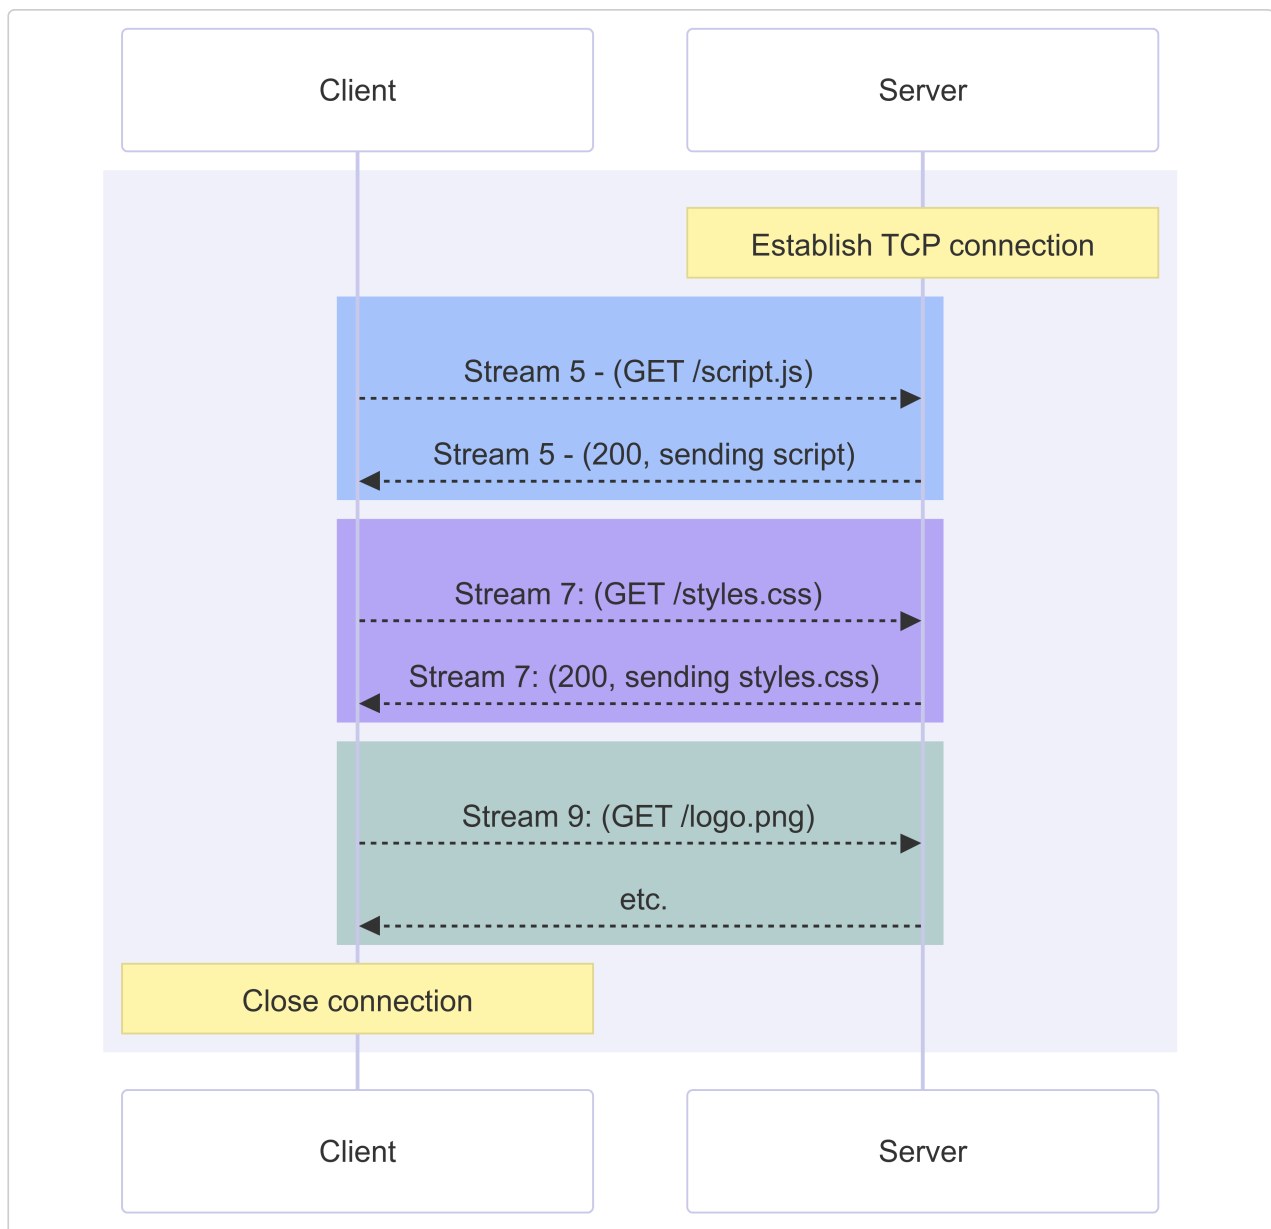 Client
Server
Establish TCP connection
Stream 5 - (GET /script.js)
Stream 5 - (200, sending script)
Stream 7: (GET /styles.css)
Stream 7: (200, sending styles.css)
Stream 9: (GET /logo.png)
etc.
Close connection
Client
Server